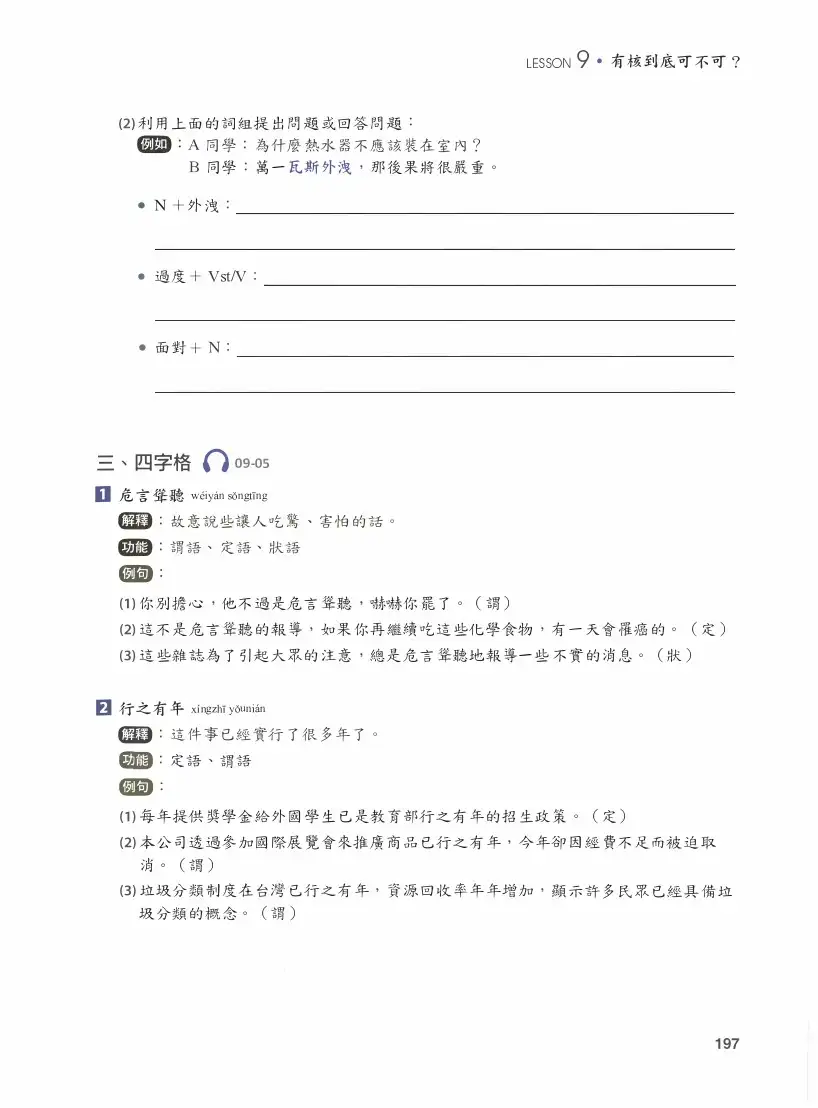 LESSON 9 • 有核到底可不可？
(2)利用上面的詞組提出問題或回答問題：
例如：A 同學：為什麼熱水器不應該裝在室內？
B 同學：萬一瓦斯外洩，那後果將很嚴重。
● N ＋外洩：
● 過度＋ Vst/V：
● 面對＋ N：
三、四字格 09-05
1 危言聳聽 wéiyán sǒngtīng
解釋：故意說些讓人吃驚、害怕的話。
功能：謂語、定語、狀語
例句：
(1)你別擔心，他不過是危言聳聽，嚇嚇你罷了。（謂）
(2)這不是危言聳聽的報導，如果你再繼續吃這些化學食物，有一天會罹癌的。（定）
(3)這些雜誌為了引起大眾的注意，總是危言聳聽地報導一些不實的消息。（狀）
2 行之有年 xíngzhī yǒunián
解釋：這件事已經實行了很多年了。
功能：定語、謂語
例句：
(1)每年提供獎學金給外國學生已是教育部行之有年的招生政策。（定）
(2)本公司透過參加國際展覽會來推廣商品已行之有年，今年卻因經費不足而被迫取
消。（謂）
(3)垃圾分類制度在台灣已行之有年，資源回收率年年增加，顯示許多民眾已經具備垃
圾分類的概念。（謂）
197